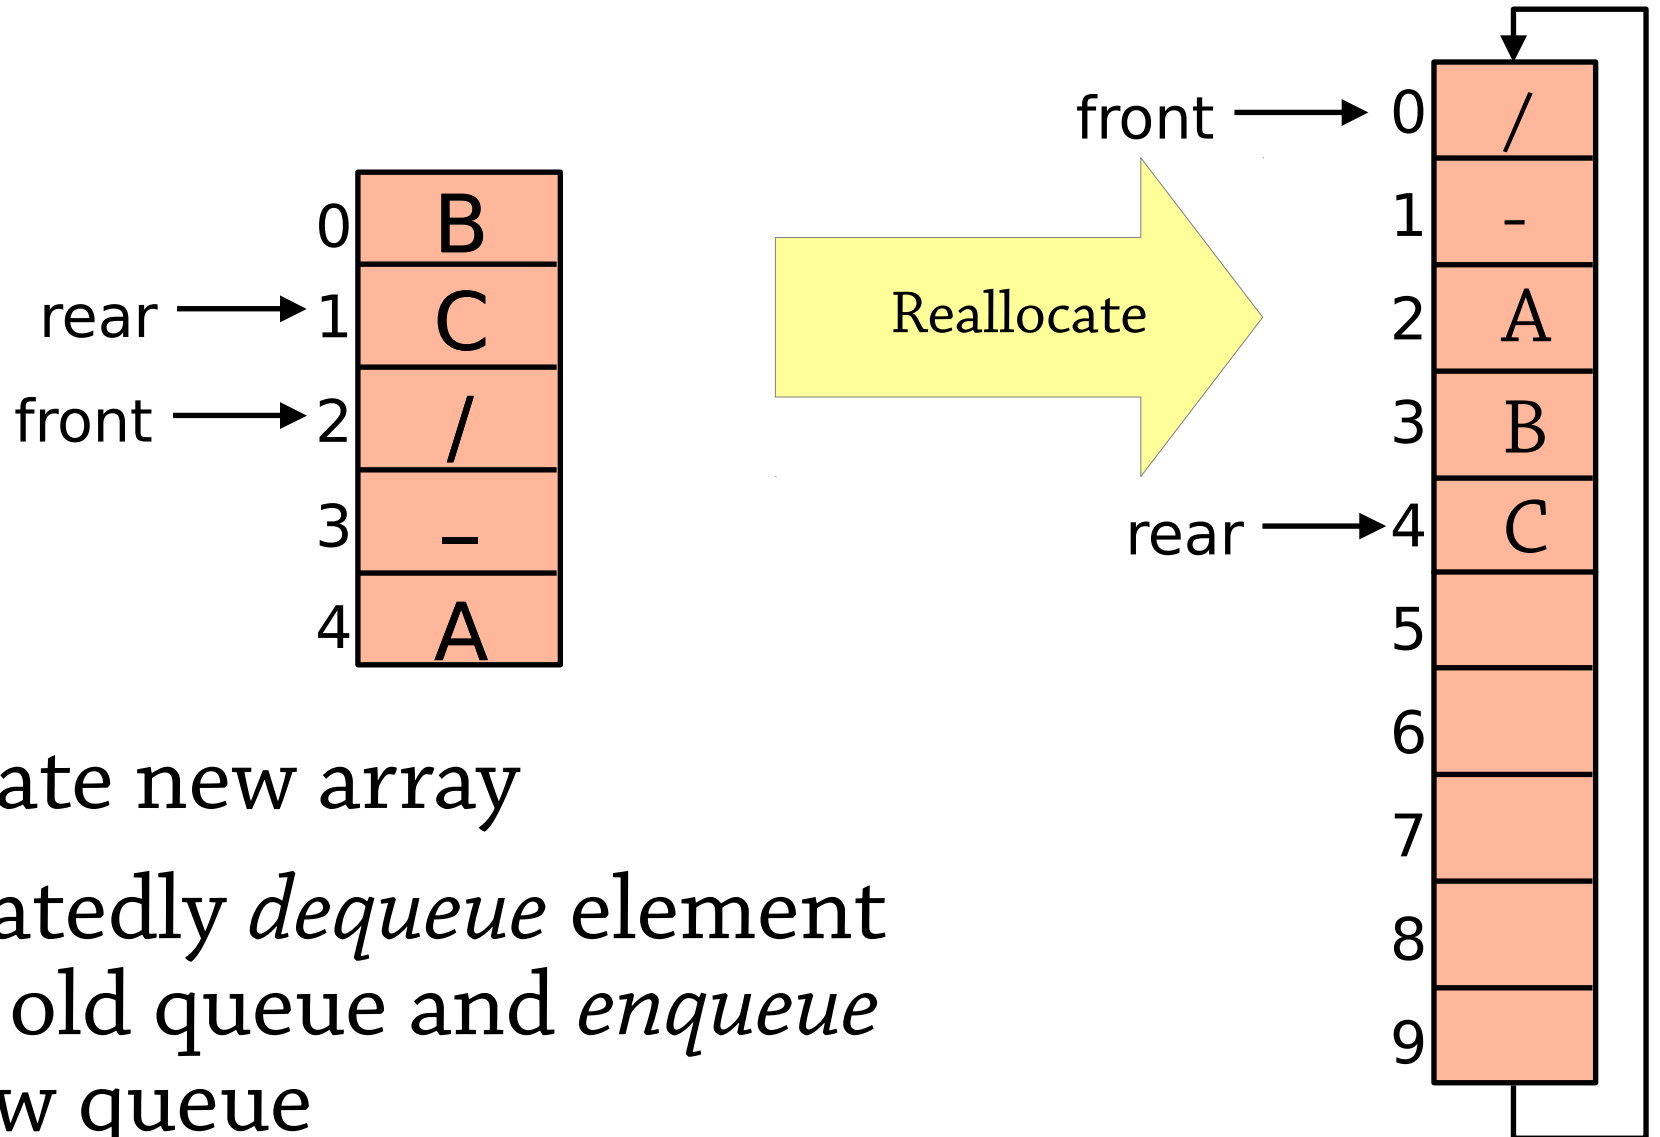 0 B
rear 1 C
front 2 /
3 –
4 A
Reallocate
front 0 /
1 -
2 A
3 B
rear 4 C
5
6
7
8
9
ate new array
atedly dequeue element
old queue and enqueue
w queue